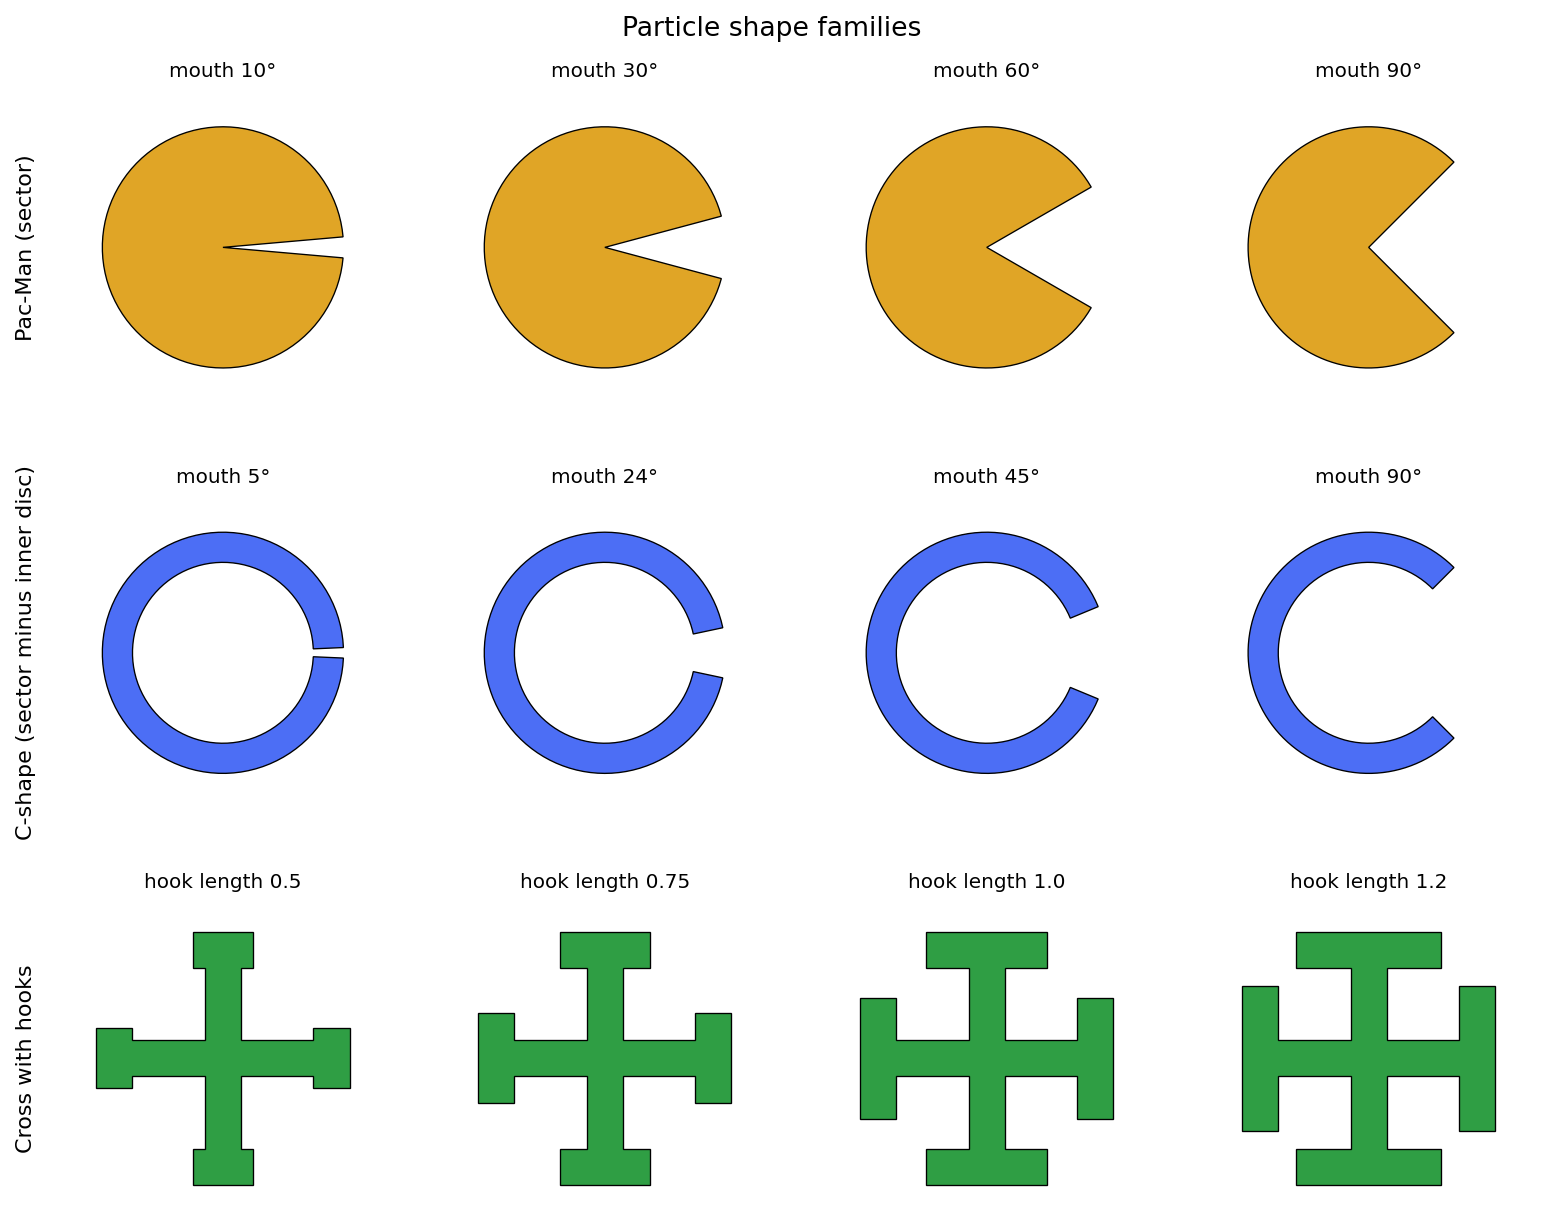 Particle shape families
mouth 10°
mouth 30°
mouth 60°
mouth 90°
Pac-Man (sector)
mouth 5°
mouth 24°
mouth 45°
mouth 90°
C-shape (sector minus inner disc)
hook length 0.5
hook length 0.75
hook length 1.0
hook length 1.2
Cross with hooks